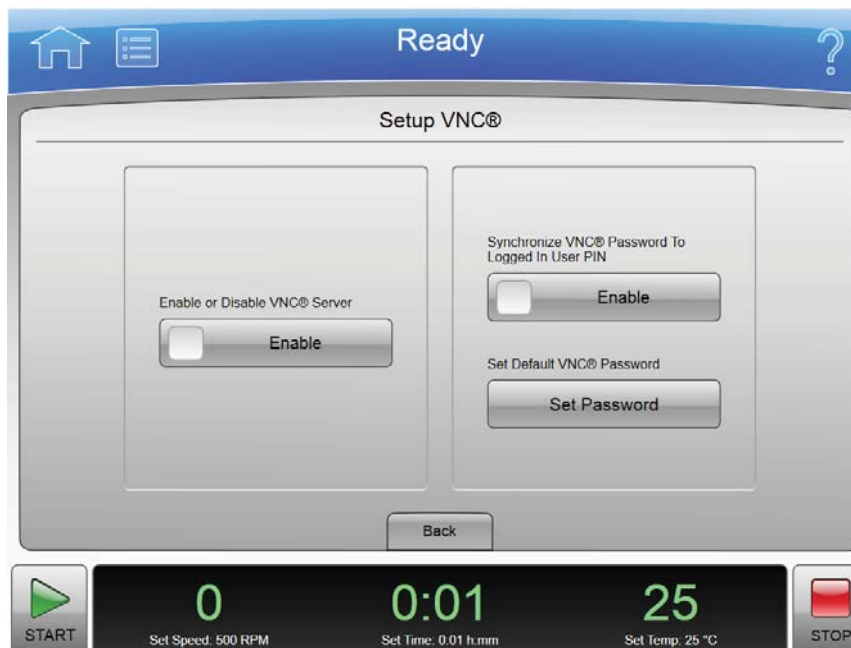 Ready
?
Setup VNC®
Synchronize VNC® Password To
Logged In User PIN
Enable
Enable or Disable VNC® Server
Enable
Set Default VNC® Password
Set Password
Back
START
0
0:01
25
STOP
Set Speed: 500 RPM
Set Time: 0.01 h:mm
Set Temp: 25 °C